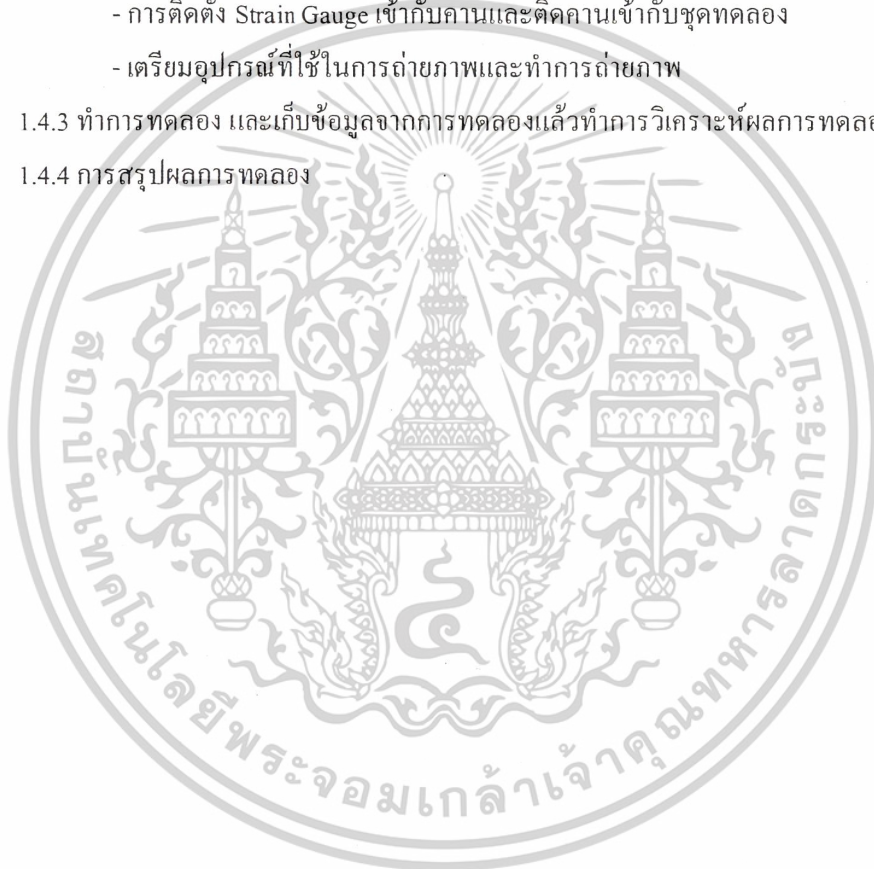 - การติดตั้ง Strain Gauge เข้ากับคานและติดคานเข้ากับชุดทดลอง
- เตรียมอุปกรณ์ที่ใช้ในการถ่ายภาพและทำการถ่ายภาพ
1.4.3 ทำการทดลอง และเก็บข้อมูลจากการทดลองแล้วทำการวิเคราะห์ผลการทดลอ
1.4.4 การสรุปผลการทดลอง
สถาบันเทคโนโลยีพระจอมเกล้าเจ้าคุณทหารลาดกระบัง
๔